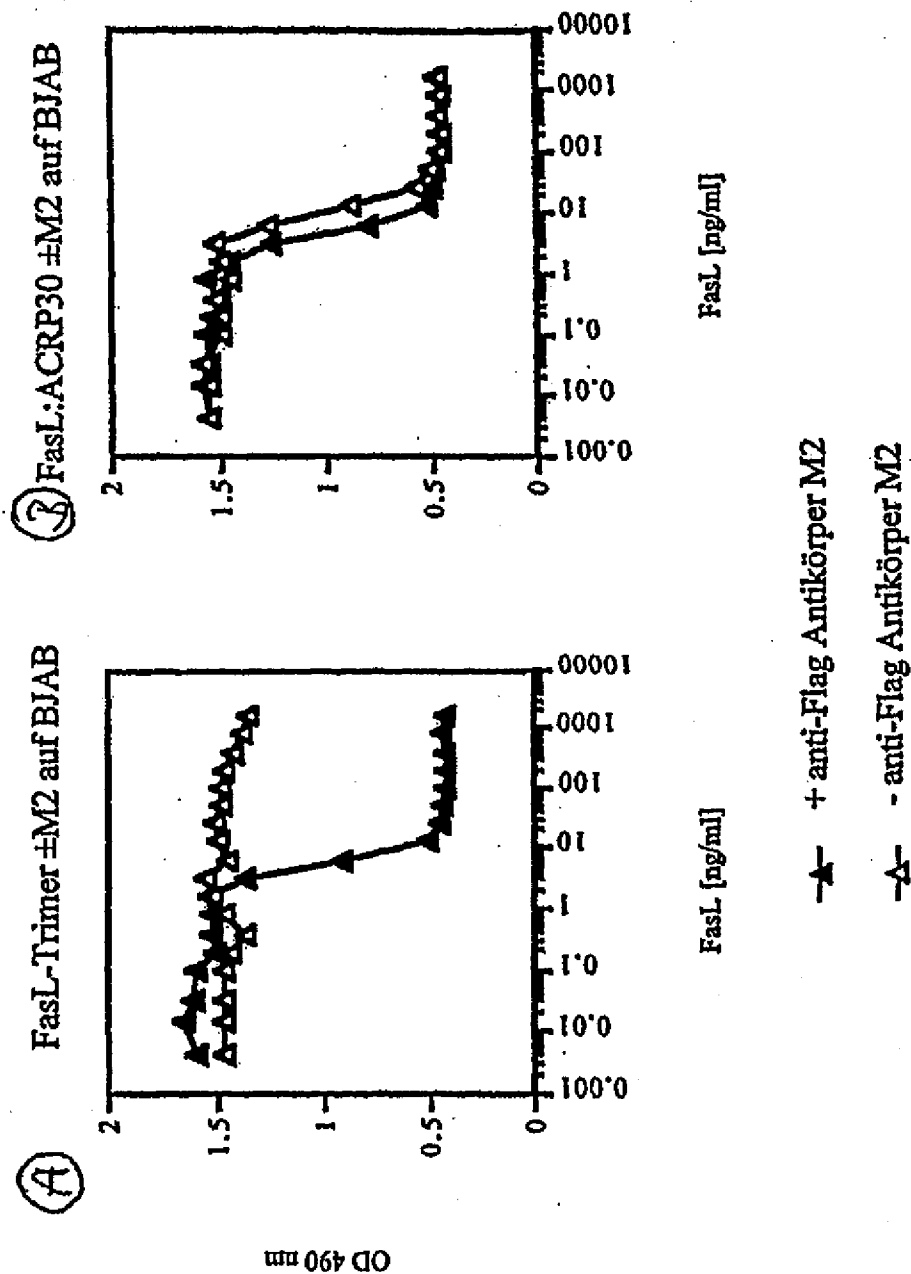 A
FasL-Trimer ±M2 auf BJAB
OD 490 nm
2
1.5
1
0.5
0
0.001
0.01
0.1
1
10
100
1000
10000
FasL [ng/ml]
B
FasL:ACRP30 ±M2 auf BJAB
2
1.5
1
0.5
0
0.001
0.01
0.1
1
10
100
1000
10000
FasL [ng/ml]
+ anti-Flag Antikörper M2
- anti-Flag Antikörper M2